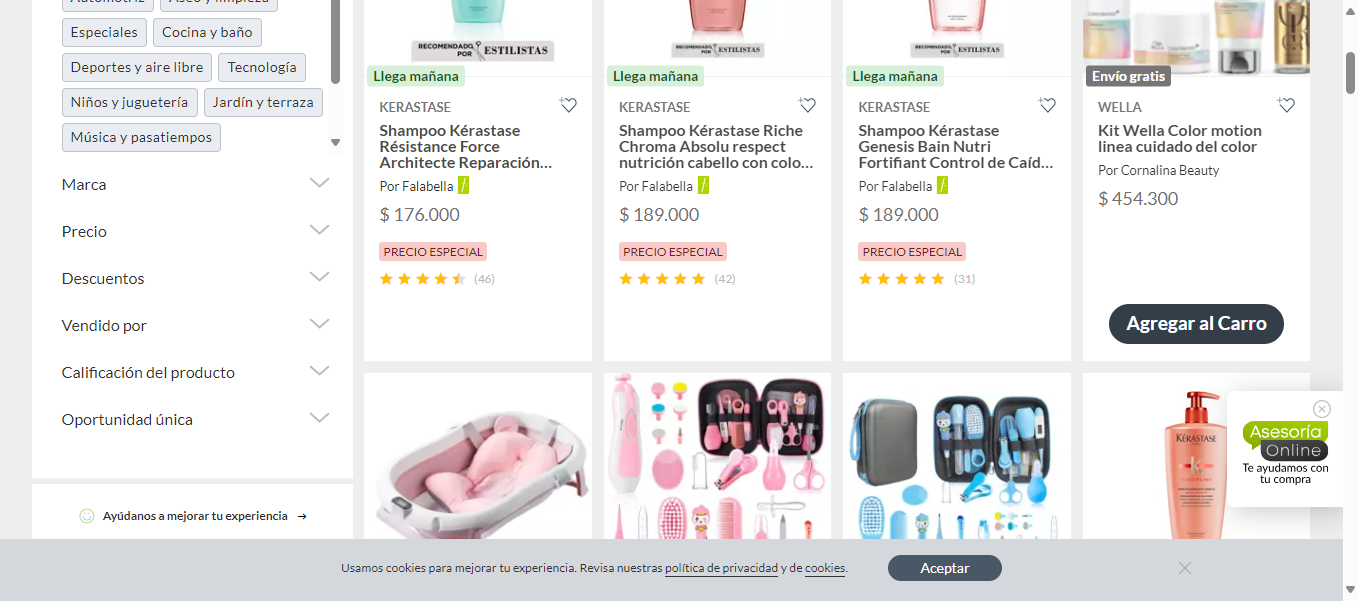 Automotriz
Aseo y limpieza
Especiales
Cocina y baño
Deportes y aire libre
Tecnología
Niños y juguetería
Jardín y terraza
Música y pasatiempos
Marca
Precio
Descuentos
Vendido por
Calificación del producto
Oportunidad única
Ayúdanos a mejorar tu experiencia →
RECOMENDADO POR ESTILISTAS
Llega mañana
KERASTASE
Shampoo Kérastase
Résistance Force
Architecte Reparación...
Por Falabella
$ 176.000
PRECIO ESPECIAL
(46)
RECOMENDADO POR ESTILISTAS
Llega mañana
KERASTASE
Shampoo Kérastase Riche
Chroma Absolu respect
nutrición cabello con colo...
Por Falabella
$ 189.000
PRECIO ESPECIAL
(42)
RECOMENDADO POR ESTILISTAS
Llega mañana
KERASTASE
Shampoo Kérastase
Genesis Bain Nutri
Fortifiant Control de Caíd...
Por Falabella
$ 189.000
PRECIO ESPECIAL
(31)
Envío gratis
WELLA
Kit Wella Color motion
linea cuidado del color
Por Cornalina Beauty
$ 454.300
Agregar al Carro
KÉRASTASE
Asesoría
Online
Te ayudamos con
tu compra
Usamos cookies para mejorar tu experiencia. Revisa nuestras política de privacidad y de cookies.
Aceptar